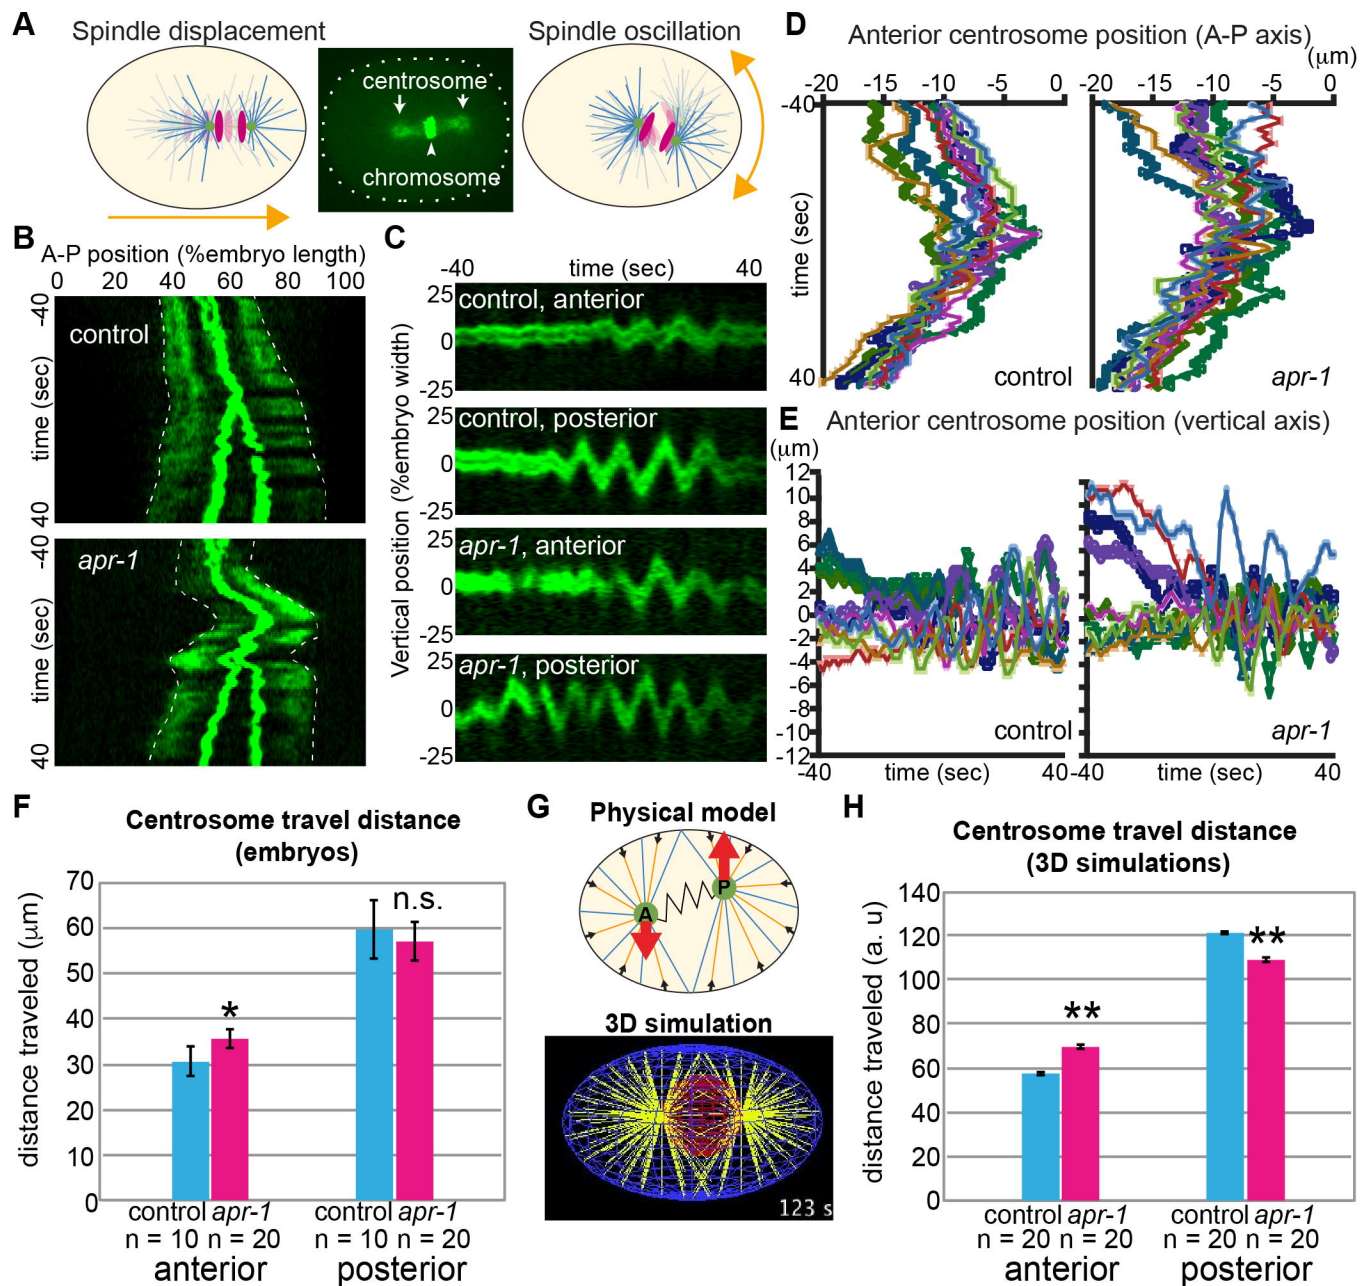 A
Spindle displacement
centrosome
chromosome
Spindle oscillation
B
A-P position (%embryo length)
0 20 40 60 80 100
-40
control
time (sec)
40
-40
apr-1
time (sec)
40
C
-40 time (sec) 40
Vertical position (%embryo width)
25
control, anterior
0
-25
25
control, posterior
0
-25
25
apr-1, anterior
0
-25
25
apr-1, posterior
0
-25
D
Anterior centrosome position (A-P axis)
(μm)
-20 -15 -10 -5 0
-20 -15 -10 -5 0
-40
time (sec)
40
control
apr-1
E
Anterior centrosome position (vertical axis)
(μm)
12
10
8
6
4
2
0
-2
-4
-6
-8
-10
-12
control
apr-1
-40 time (sec) 40
-40 time (sec) 40
F
Centrosome travel distance
(embryos)
distance traveled (μm)
70
60
50
40
30
20
10
0
*
n.s.
control apr-1
n = 10 n = 20
anterior
control apr-1
n = 10 n = 20
posterior
G
Physical model
A
P
3D simulation
123 s
H
Centrosome travel distance
(3D simulations)
distance traveled (a. u)
140
120
100
80
60
40
20
0
**
**
control apr-1
n = 20 n = 20
anterior
control apr-1
n = 20 n = 20
posterior